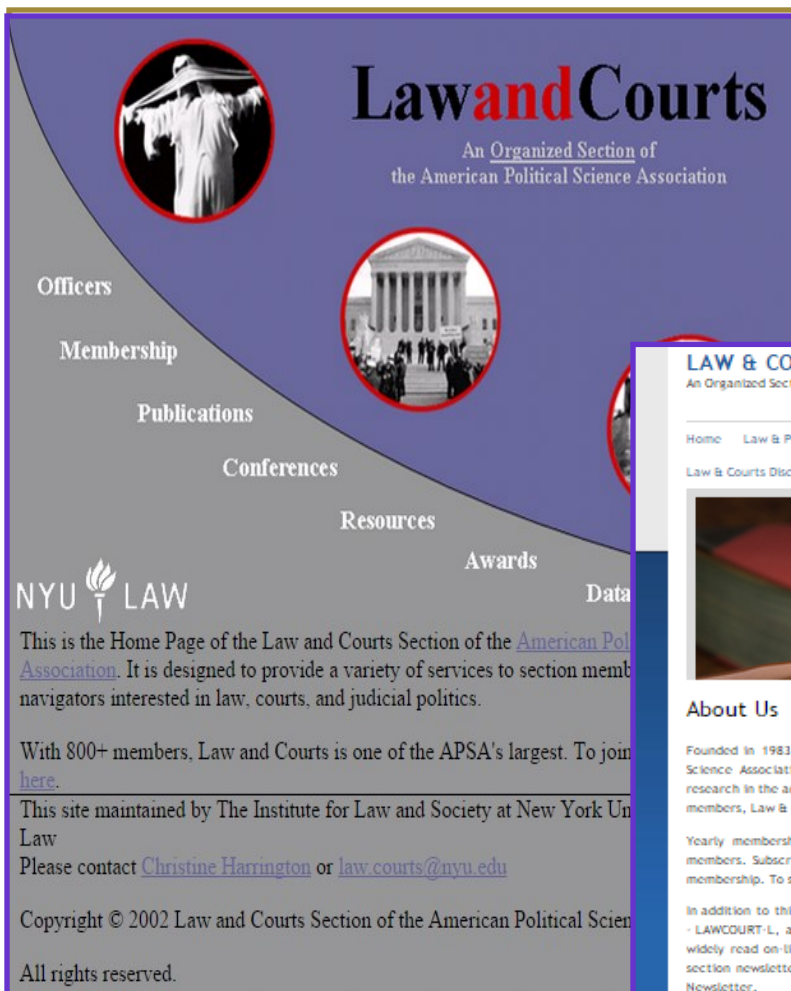 LawandCourts
An Organized Section of
the American Political Science Association
Officers
Membership
Publications
Conferences
Resources
Awards
Data
NYU LAW
This is the Home Page of the Law and Courts Section of the American Pol
Association. It is designed to provide a variety of services to section memb
navigators interested in law, courts, and judicial politics.
With 800+ members, Law and Courts is one of the APSA's largest. To join
here.
This site maintained by The Institute for Law and Society at New York Un
Law
Please contact Christine Harrington or law.courts@nyu.edu
Copyright © 2002 Law and Courts Section of the American Political Scien
All rights reserved.
LAW & CO
An Organized Sect
Home Law & P
Law & Courts Disc
About Us
Founded in 1983
Science Associat
research in the a
members, Law &
Yearly membersh
members. Subscr
membership. To s
In addition to thi
- LAWCOURT-L, a
widely read on-li
section newslette
Newsletter.